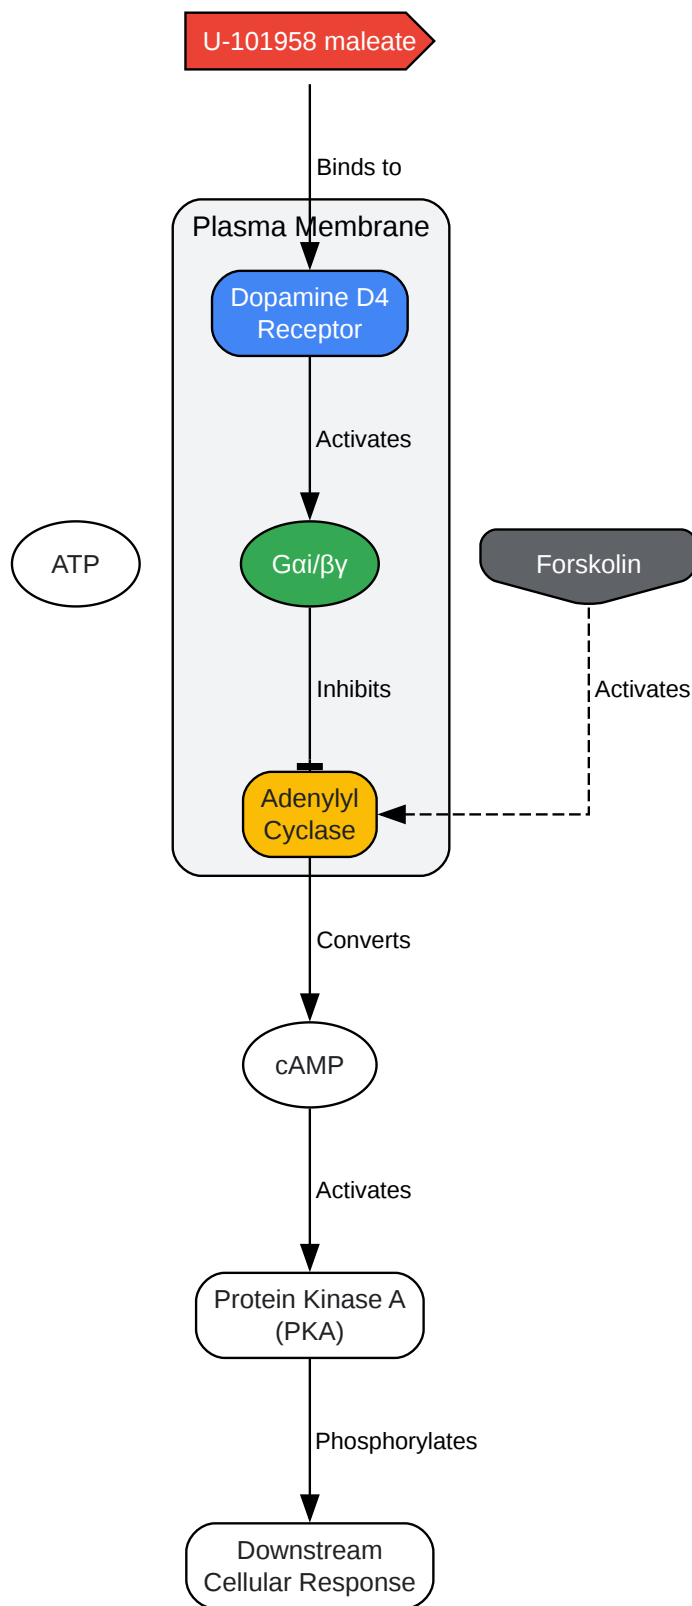 U-101958 maleate
Binds to
Plasma Membrane
Dopamine D4
Receptor
Activates
ATP
Gαi/βγ
Forskolin
Inhibits
Activates
Adenylyl
Cyclase
Converts
cAMP
Activates
Protein Kinase A
(PKA)
Phosphorylates
Downstream
Cellular Response